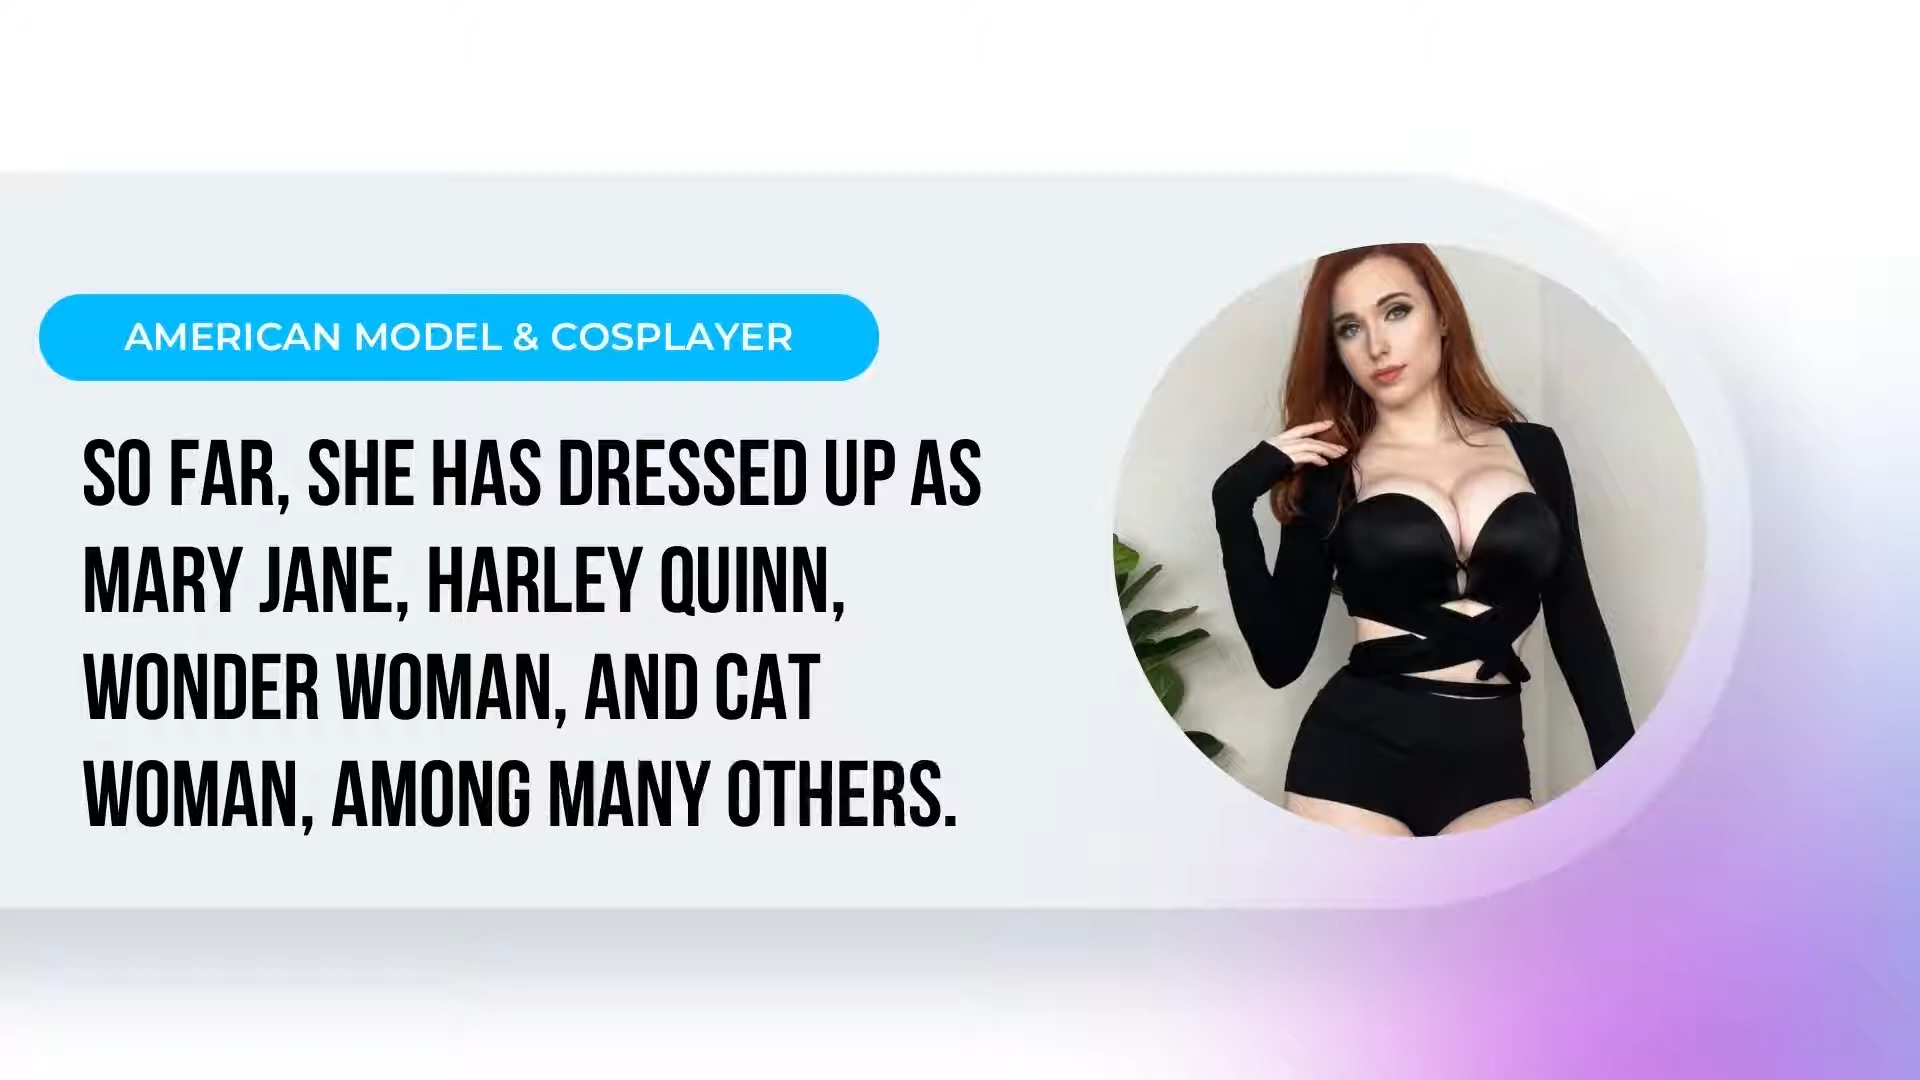 AMERICAN MODEL & COSPLAYER
SO FAR, SHE HAS DRESSED UP AS
MARY JANE, HARLEY QUINN,
WONDER WOMAN, AND CAT
WOMAN, AMONG MANY OTHERS.